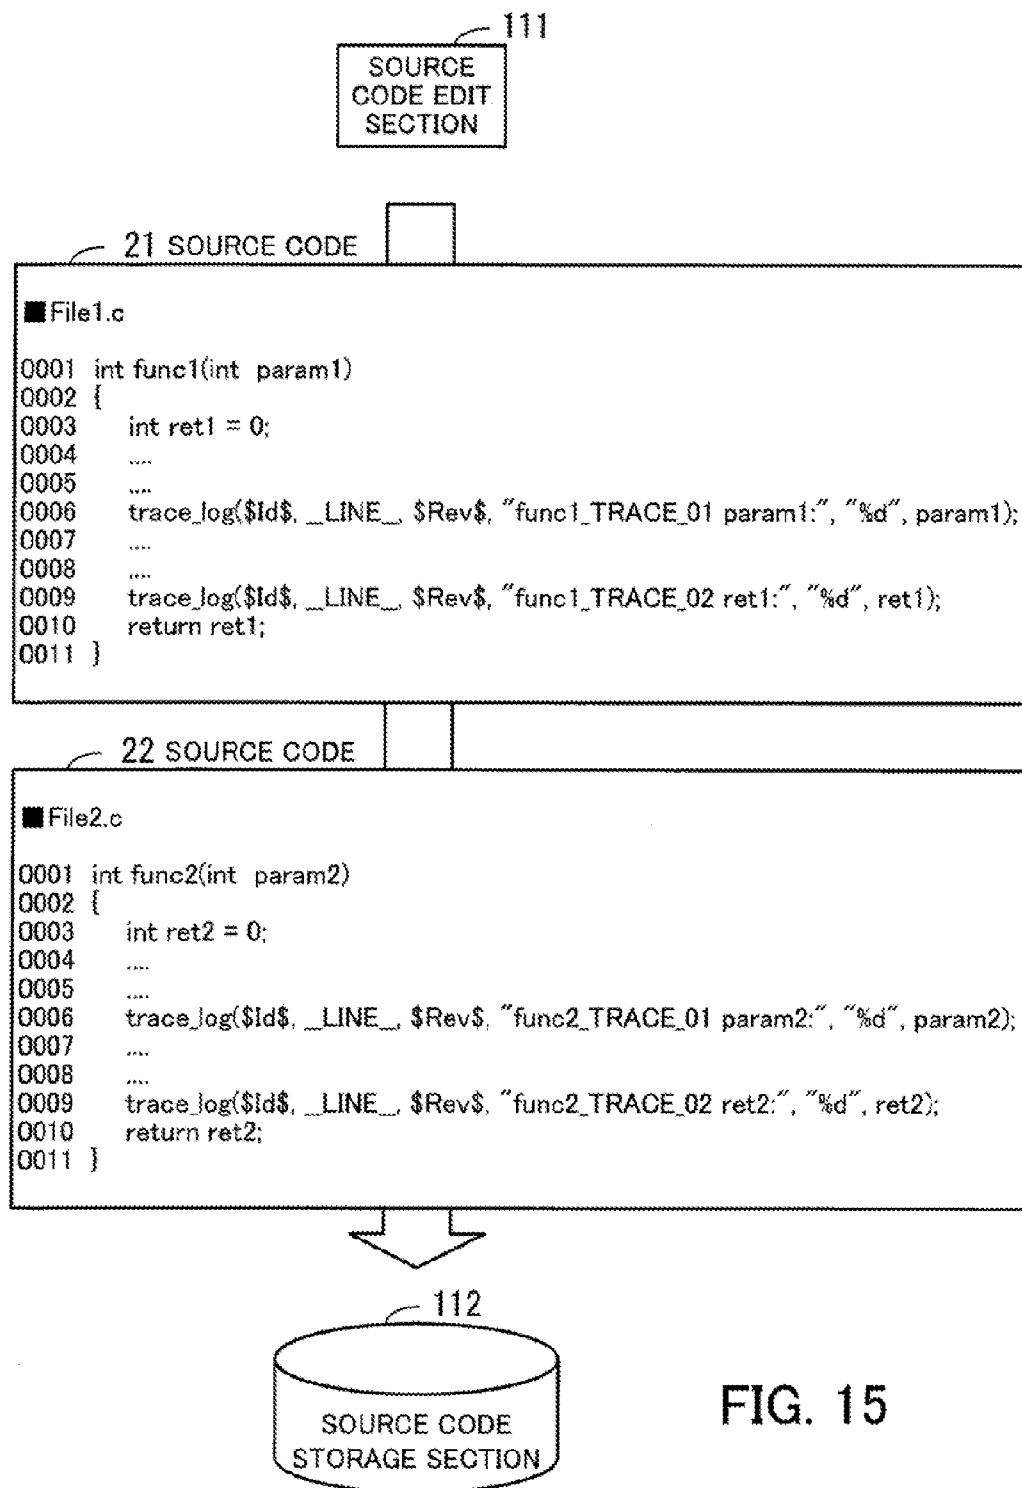 111
SOURCE
CODE EDIT
SECTION
21 SOURCE CODE
■File1.c
0001 int func1(int param1)
0002 {
0003 int ret1 = 0;
0004 ....
0005 ....
0006 trace_log($Id$, __LINE__, $Rev$, "func1_TRACE_01 param1:", "%d", param1);
0007 ....
0008 ....
0009 trace_log($Id$, __LINE__, $Rev$, "func1_TRACE_02 ret1:", "%d", ret1);
0010 return ret1;
0011 }
22 SOURCE CODE
■File2.c
0001 int func2(int param2)
0002 {
0003 int ret2 = 0;
0004 ....
0005 ....
0006 trace_log($Id$, __LINE__, $Rev$, "func2_TRACE_01 param2:", "%d", param2);
0007 ....
0008 ....
0009 trace_log($Id$, __LINE__, $Rev$, "func2_TRACE_02 ret2:", "%d", ret2);
0010 return ret2;
0011 }
112
SOURCE CODE
STORAGE SECTION
FIG. 15